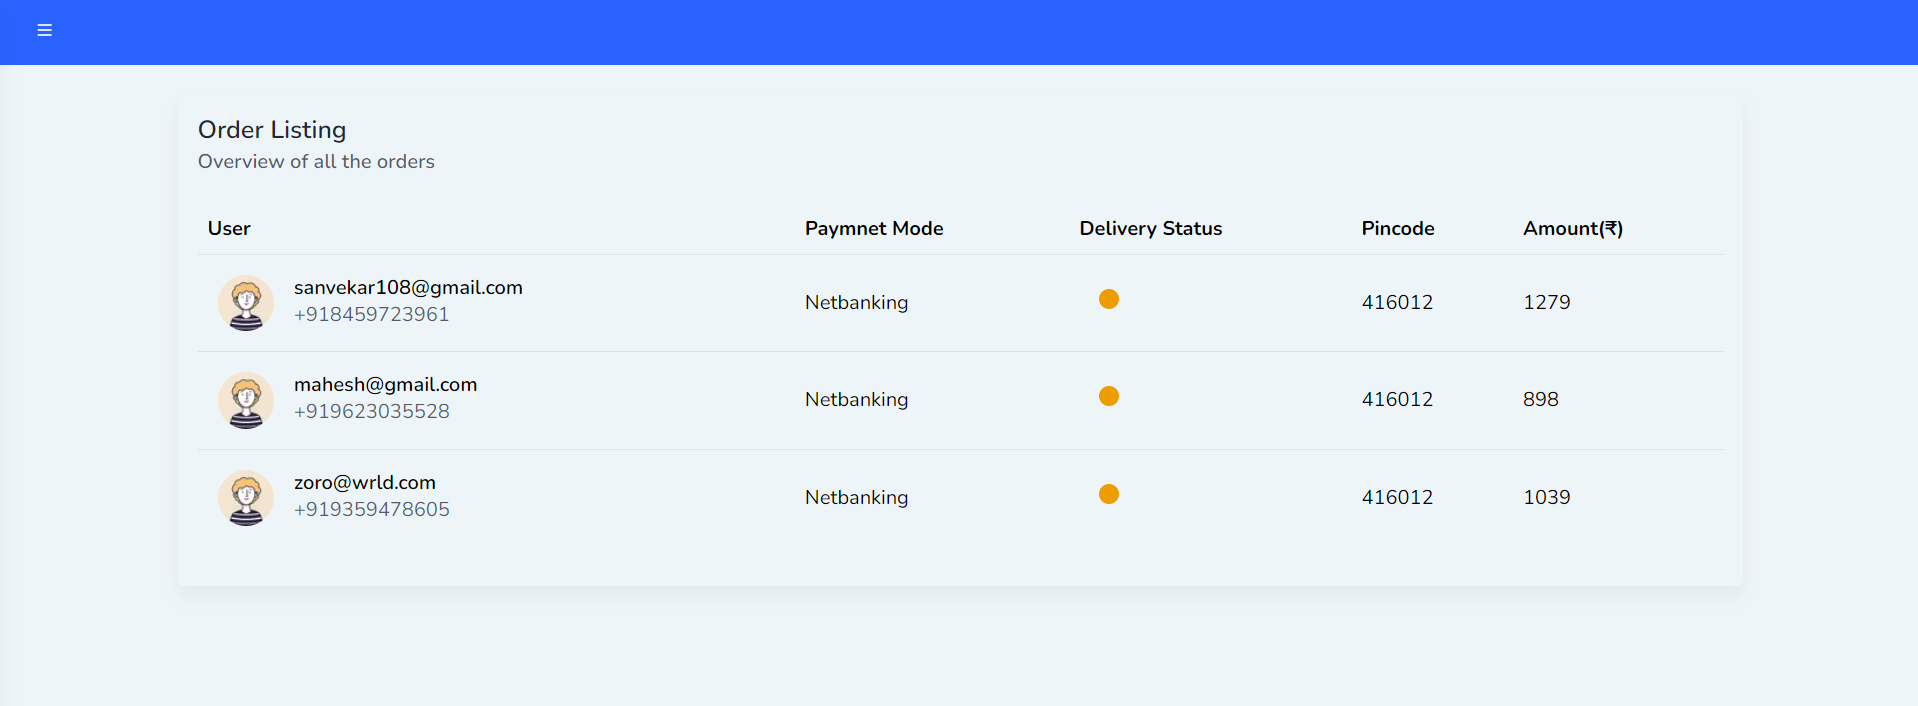 Order Listing
Overview of all the orders
User Paymnet Mode Delivery Status Pincode Amount(₹)
sanvekar108@gmail.com
+918459723961
Netbanking 416012 1279
mahesh@gmail.com
+919623035528
Netbanking 416012 898
zoro@wrld.com
+919359478605
Netbanking 416012 1039